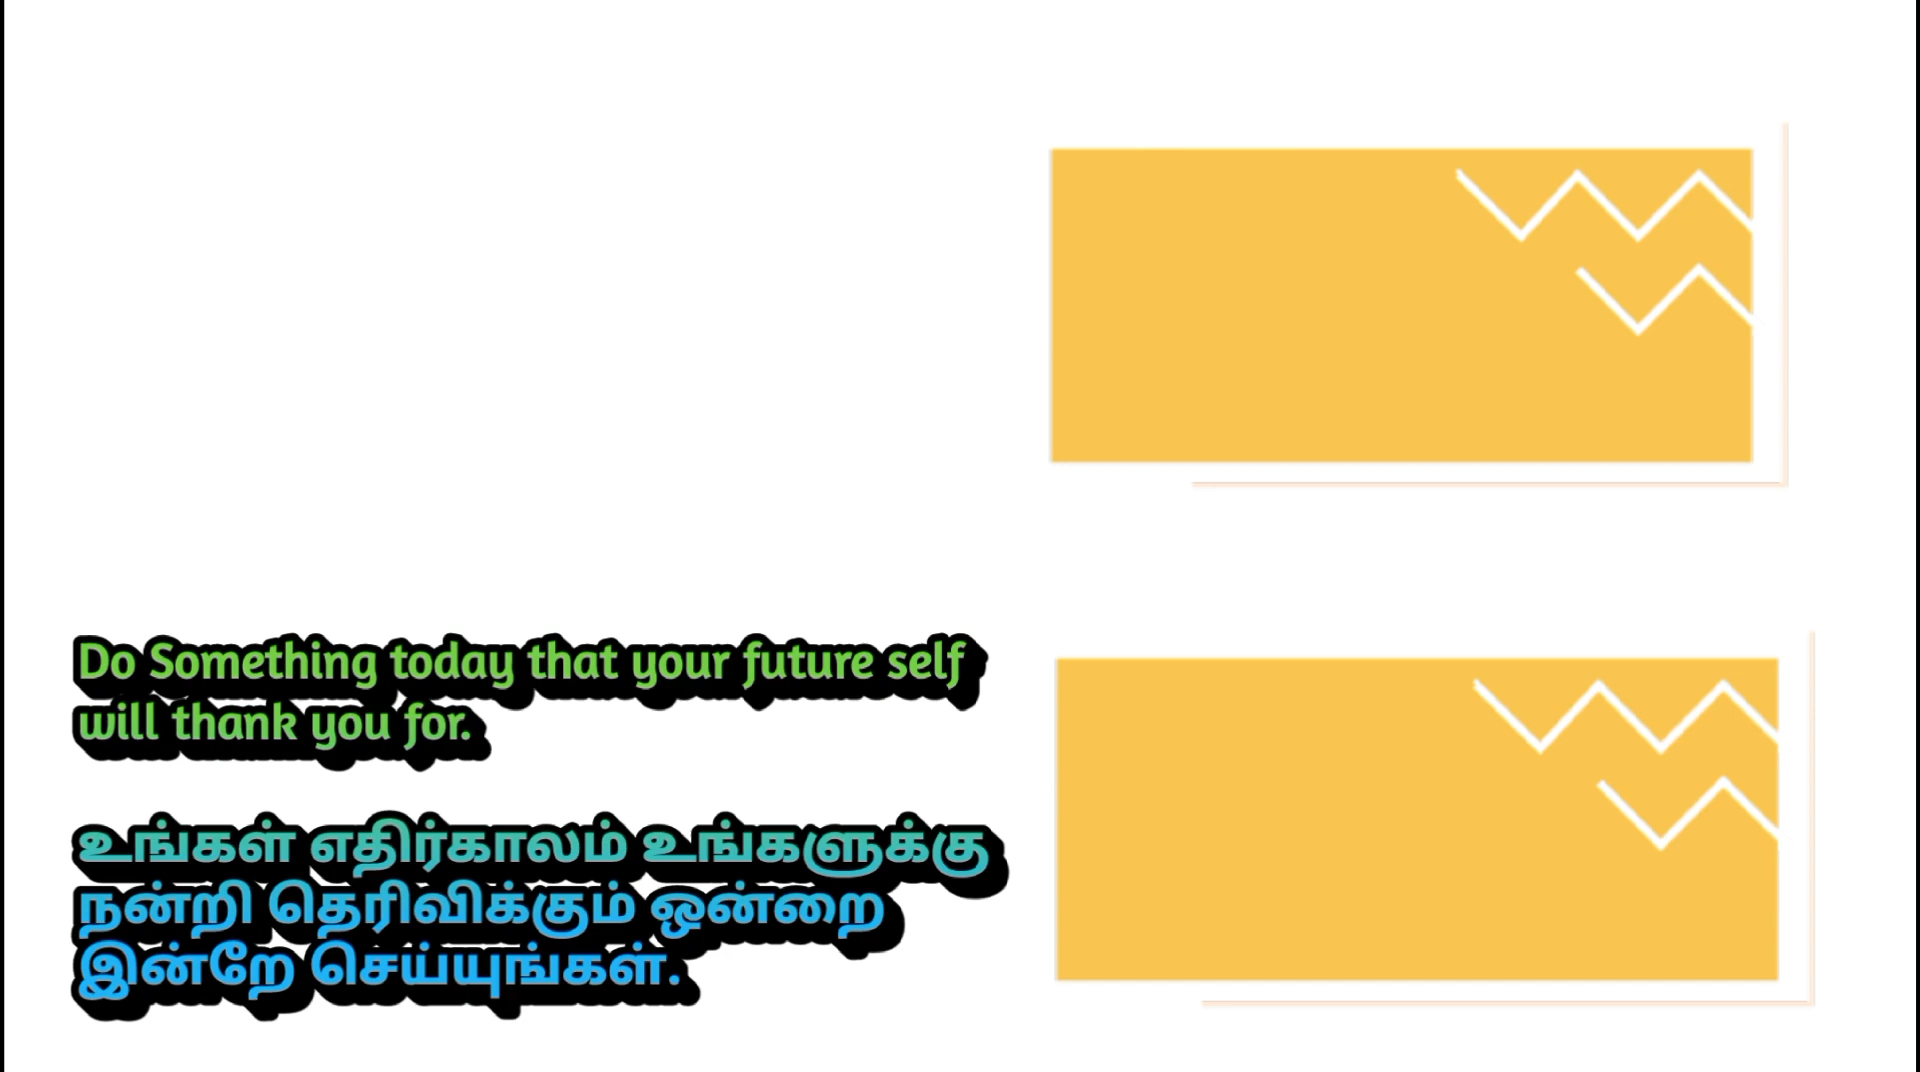 Do Something today that your future self
will thank you for.
உங்கள் எதிர்காலம் உங்களுக்கு
நன்றி தெரிவிக்கும் ஒன்றை
இன்றே செய்யுங்கள்.